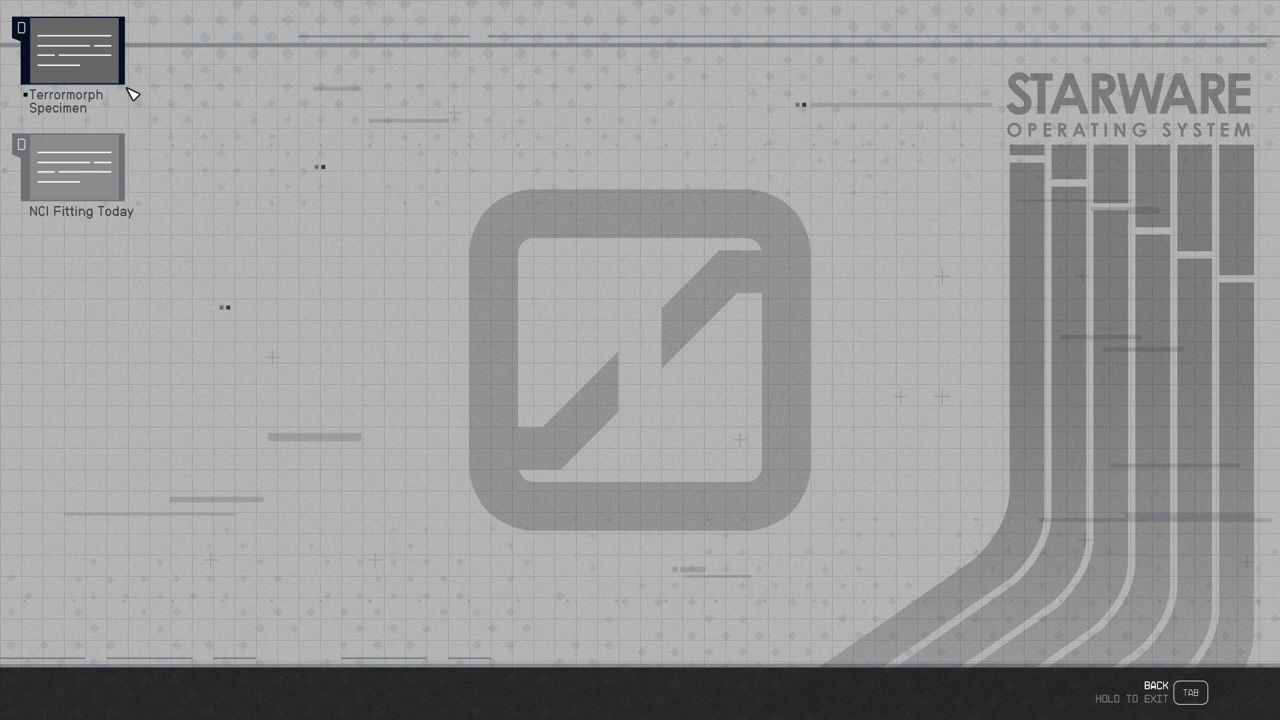 D
Terrormorph
Specimen
D
NCI Fitting Today
STARWARE
OPERATING SYSTEM
BACK
HOLD TO EXIT
TAB